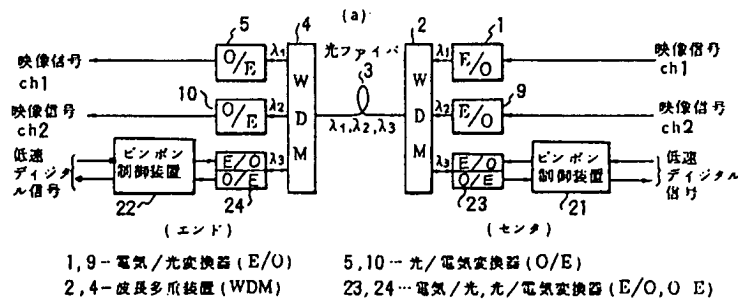 (a)
5
4
2
1
光ファイバ
3
映像信号
ch1
O/E
λ1
W
D
M
λ1
E/O
映像信号
ch1
10
9
映像信号
ch2
O/E
λ2
λ1,λ2,λ3
W
D
M
λ2
E/O
映像信号
ch2
低速
ディジタ
ル信号
ピンポン
制御装置
E/O
O/E
λ3
λ3
E/O
O/E
ピンポン
制御装置
低速
ディジタル
信号
22
24
23
21
(エンド)
(センタ)
1,9…電気/光変換器(E/O)
5,10…光/電気変換器(O/E)
2,4…波長多重装置(WDM)
23,24…電気/光,光/電気変換器(E/O,O E)